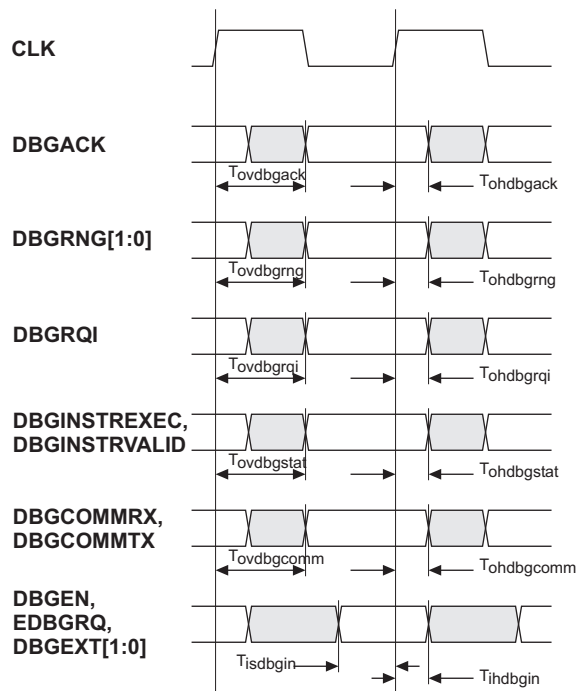 CLK
DBGACK
Tovdbgack
Tohdbgack
DBGRNG[1:0]
Tovdbgrng
Tohdbgrng
DBGRQI
Tovdbgrqi
Tohdbgrqi
DBGINSTREXEC,
DBGINSTRVALID
Tovdbgstat
Tohdbgstat
DBGCOMMRX,
DBGCOMMTX
Tovdbgcomm
Tohdbgcomm
DBGEN,
EDBGRQ,
DBGEXT[1:0]
Tisdbgin
Tihdbgin